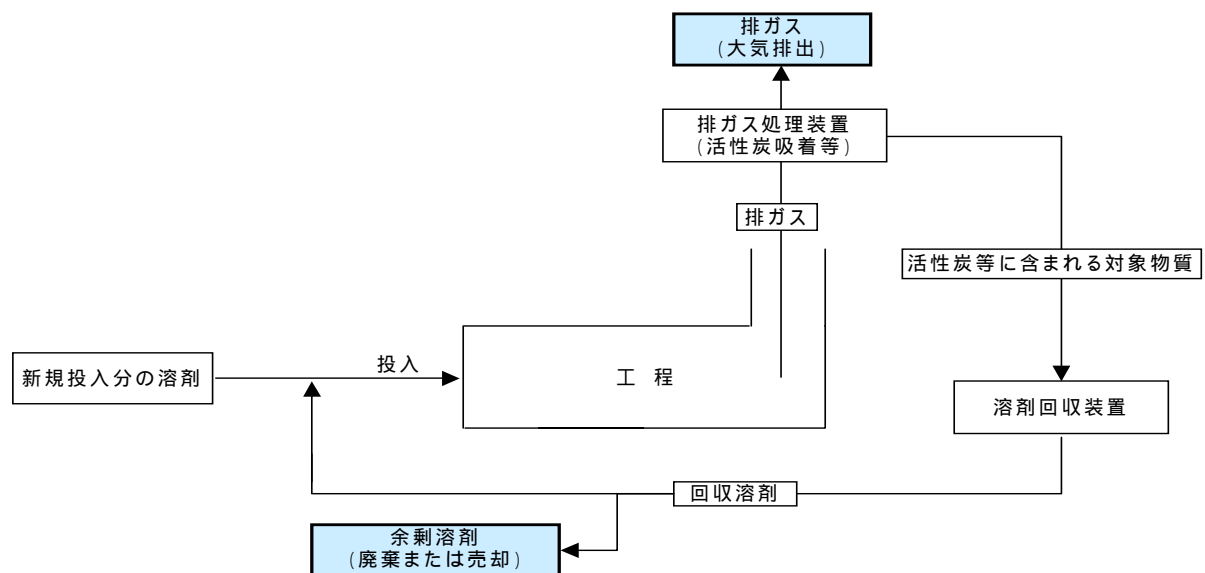 排ガス
(大気排出)
排ガス処理装置
(活性炭吸着等)
排ガス
活性炭等に含まれる対象物質
新規投入分の溶剤
投入
工 程
溶剤回収装置
回収溶剤
余剰溶剤
(廃棄または売却)